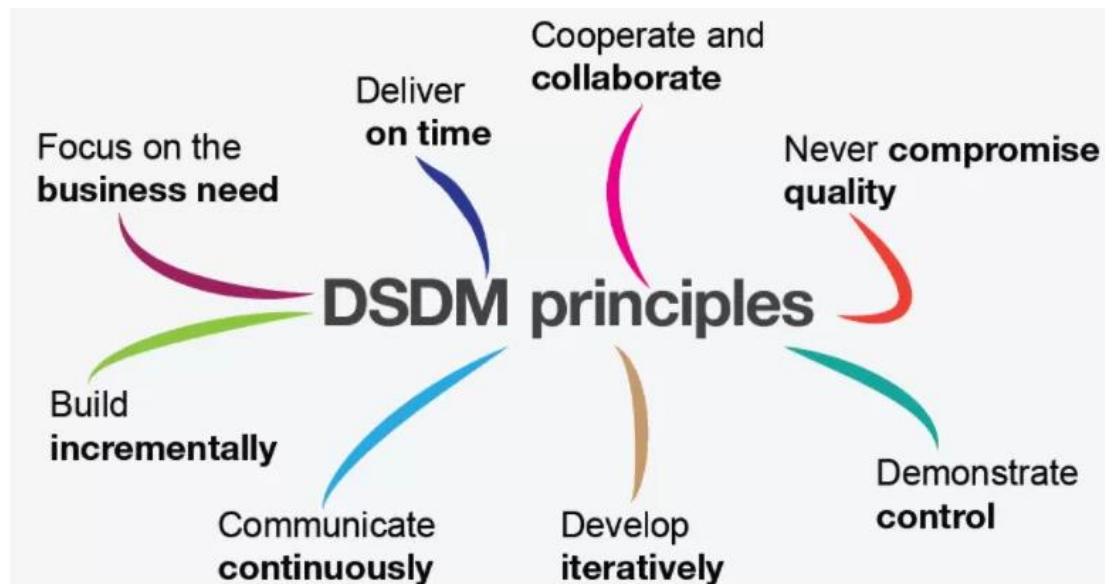 Cooperate and
collaborate
Deliver
on time
Focus on the
business need
Never compromise
quality
DSDM principles
Build
incrementally
Communicate
continuously
Develop
iteratively
Demonstrate
control